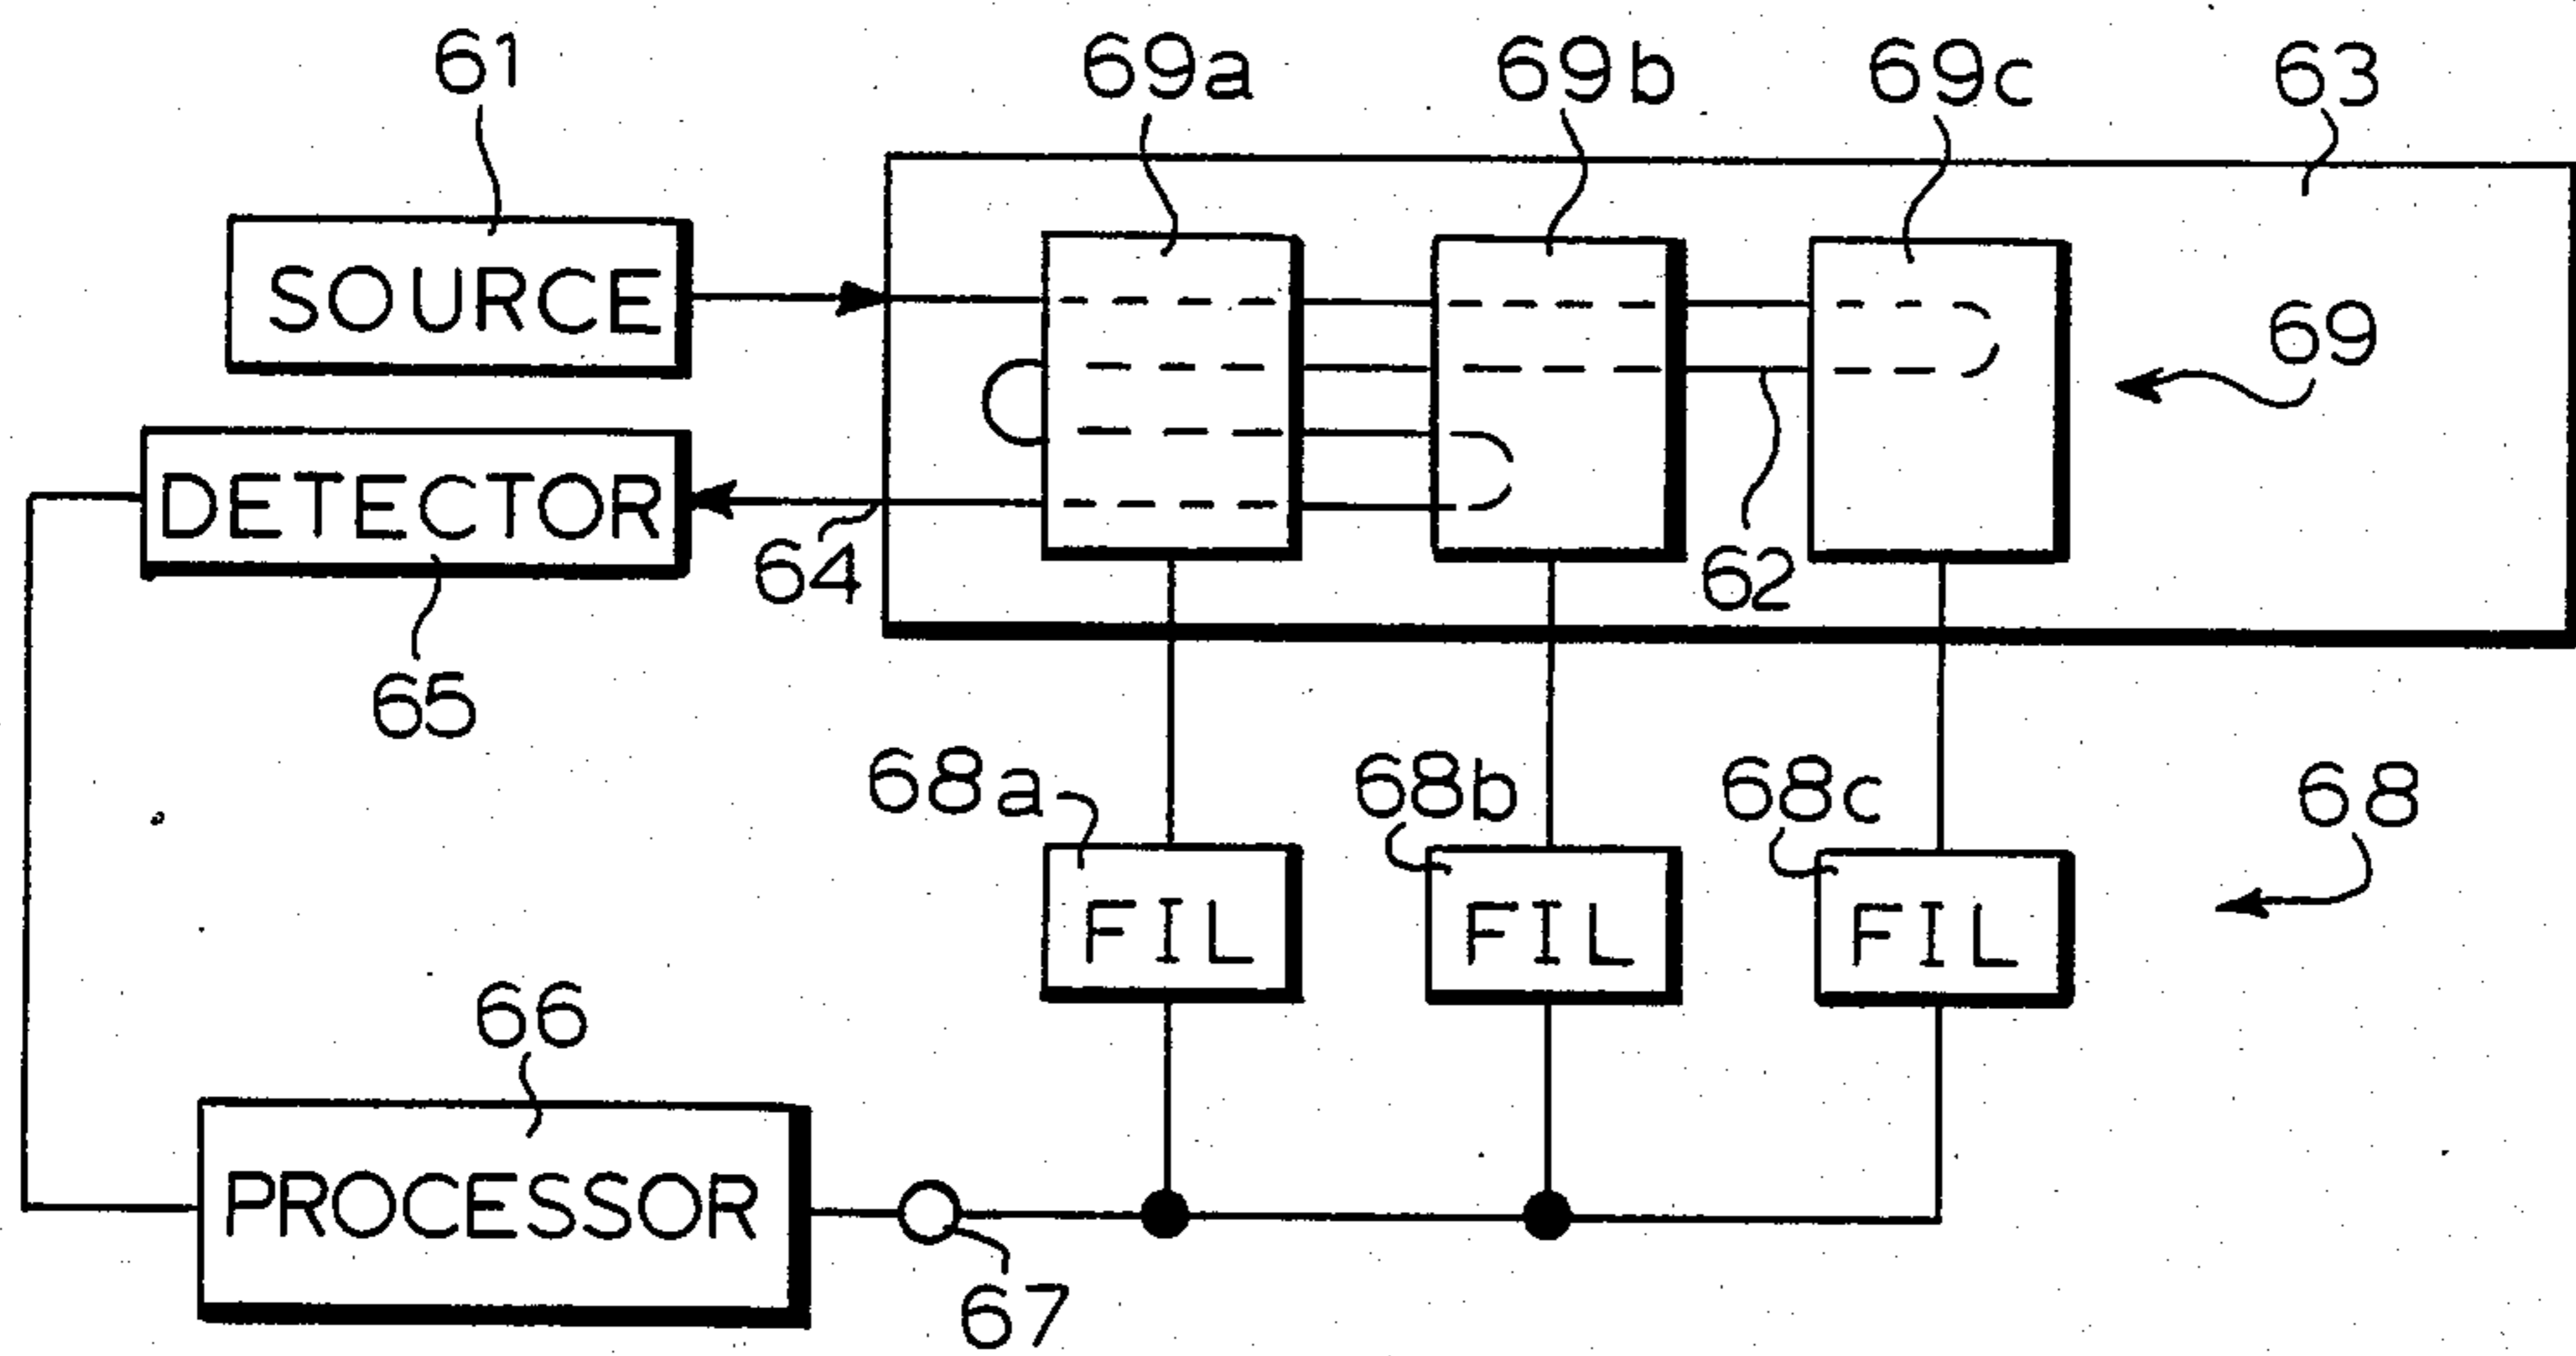 61
69a
69b
69c
63
SOURCE
69
DETECTOR
64
62
65
68a
68b
68c
68
FIL
FIL
FIL
66
PROCESSOR
67